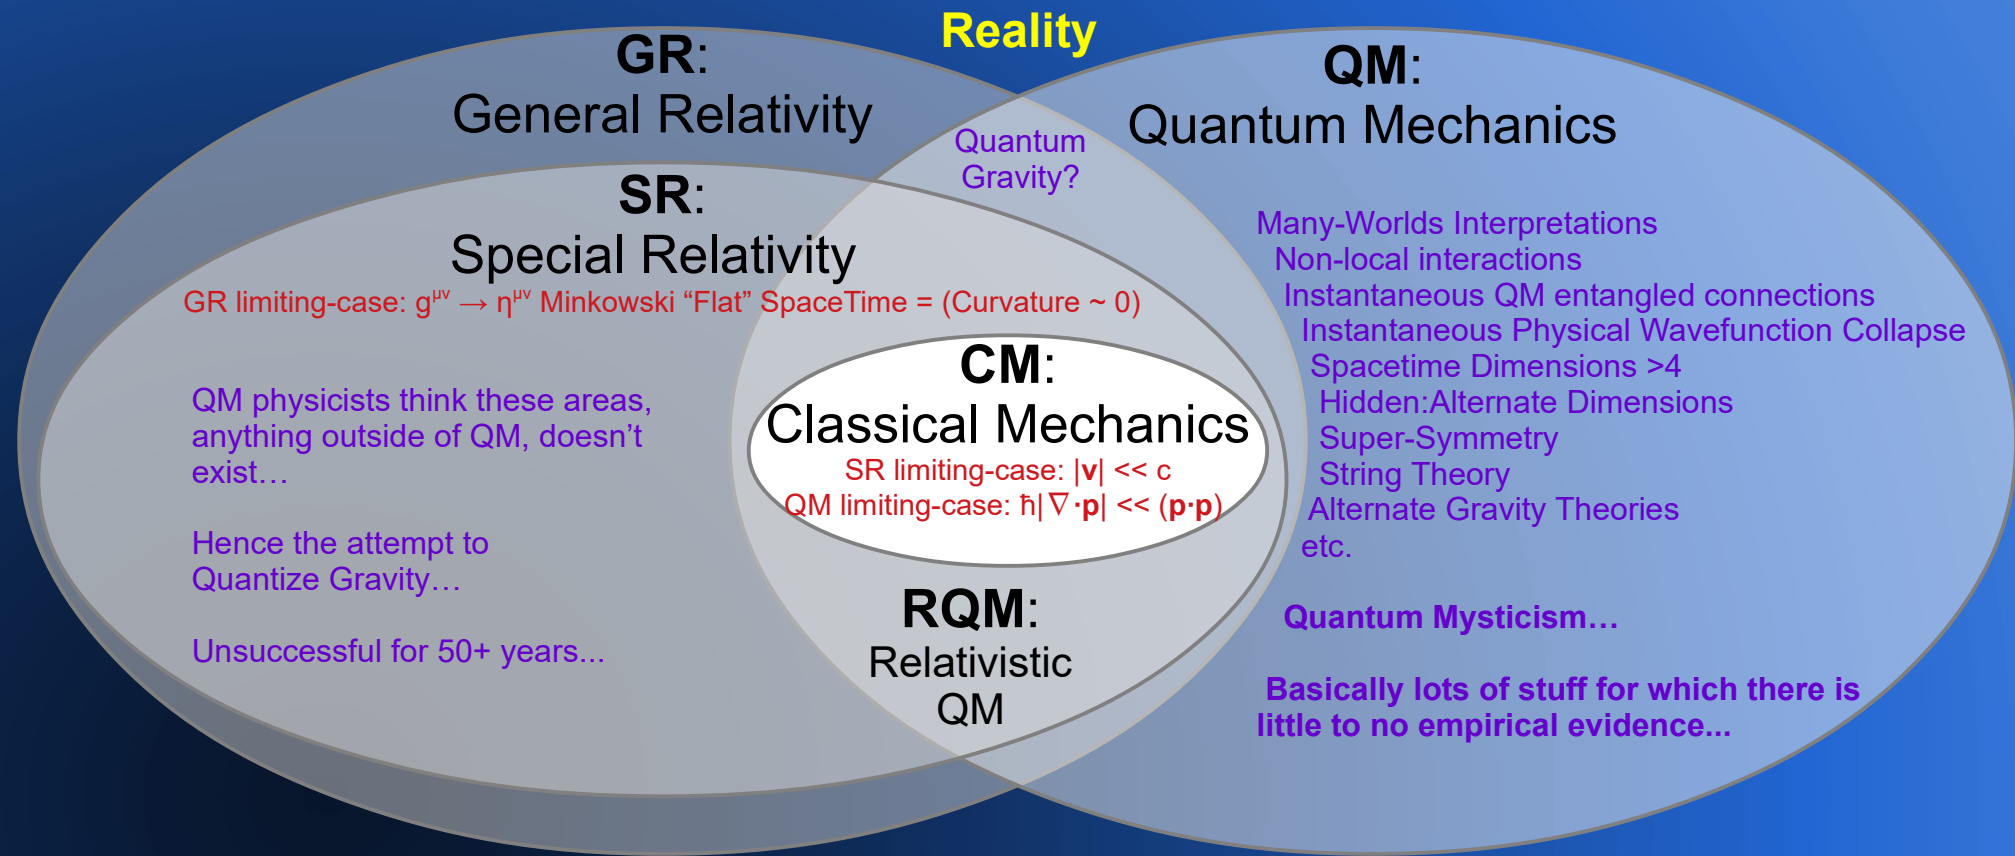 Reality
GR:
General Relativity
QM:
Quantum Mechanics
Quantum
Gravity?
SR:
Special Relativity
GR limiting-case: g^μν → η^μν Minkowski “Flat” SpaceTime = (Curvature ~ 0)
QM physicists think these areas,
anything outside of QM, doesn’t
exist…
Hence the attempt to
Quantize Gravity…
Unsuccessful for 50+ years...
CM:
Classical Mechanics
SR limiting-case: |v| << c
QM limiting-case: ħ|∇·p| << (p·p)
RQM:
Relativistic
QM
Many-Worlds Interpretations
Non-local interactions
Instantaneous QM entangled connections
Instantaneous Physical Wavefunction Collapse
Spacetime Dimensions >4
Hidden:Alternate Dimensions
Super-Symmetry
String Theory
Alternate Gravity Theories
etc.
Quantum Mysticism…
Basically lots of stuff for which there is
little to no empirical evidence...